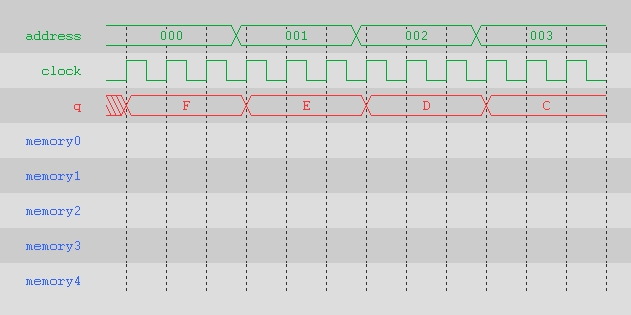 address 000 001 002 003
clock
q F E D C
memory0
memory1
memory2
memory3
memory4